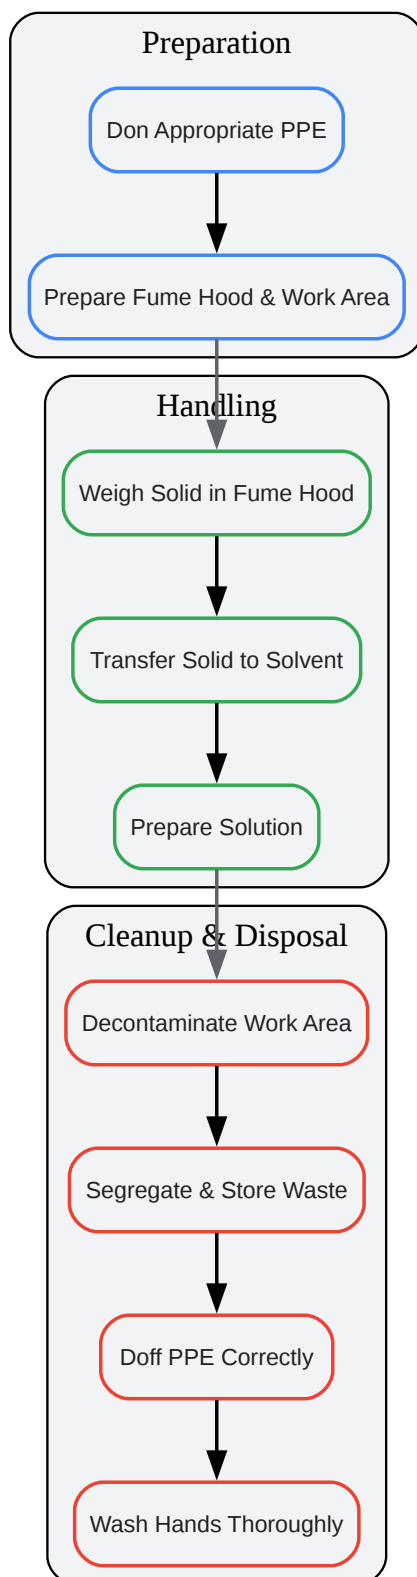 Preparation
Don Appropriate PPE
Prepare Fume Hood & Work Area
Handling
Weigh Solid in Fume Hood
Transfer Solid to Solvent
Prepare Solution
Cleanup & Disposal
Decontaminate Work Area
Segregate & Store Waste
Doff PPE Correctly
Wash Hands Thoroughly